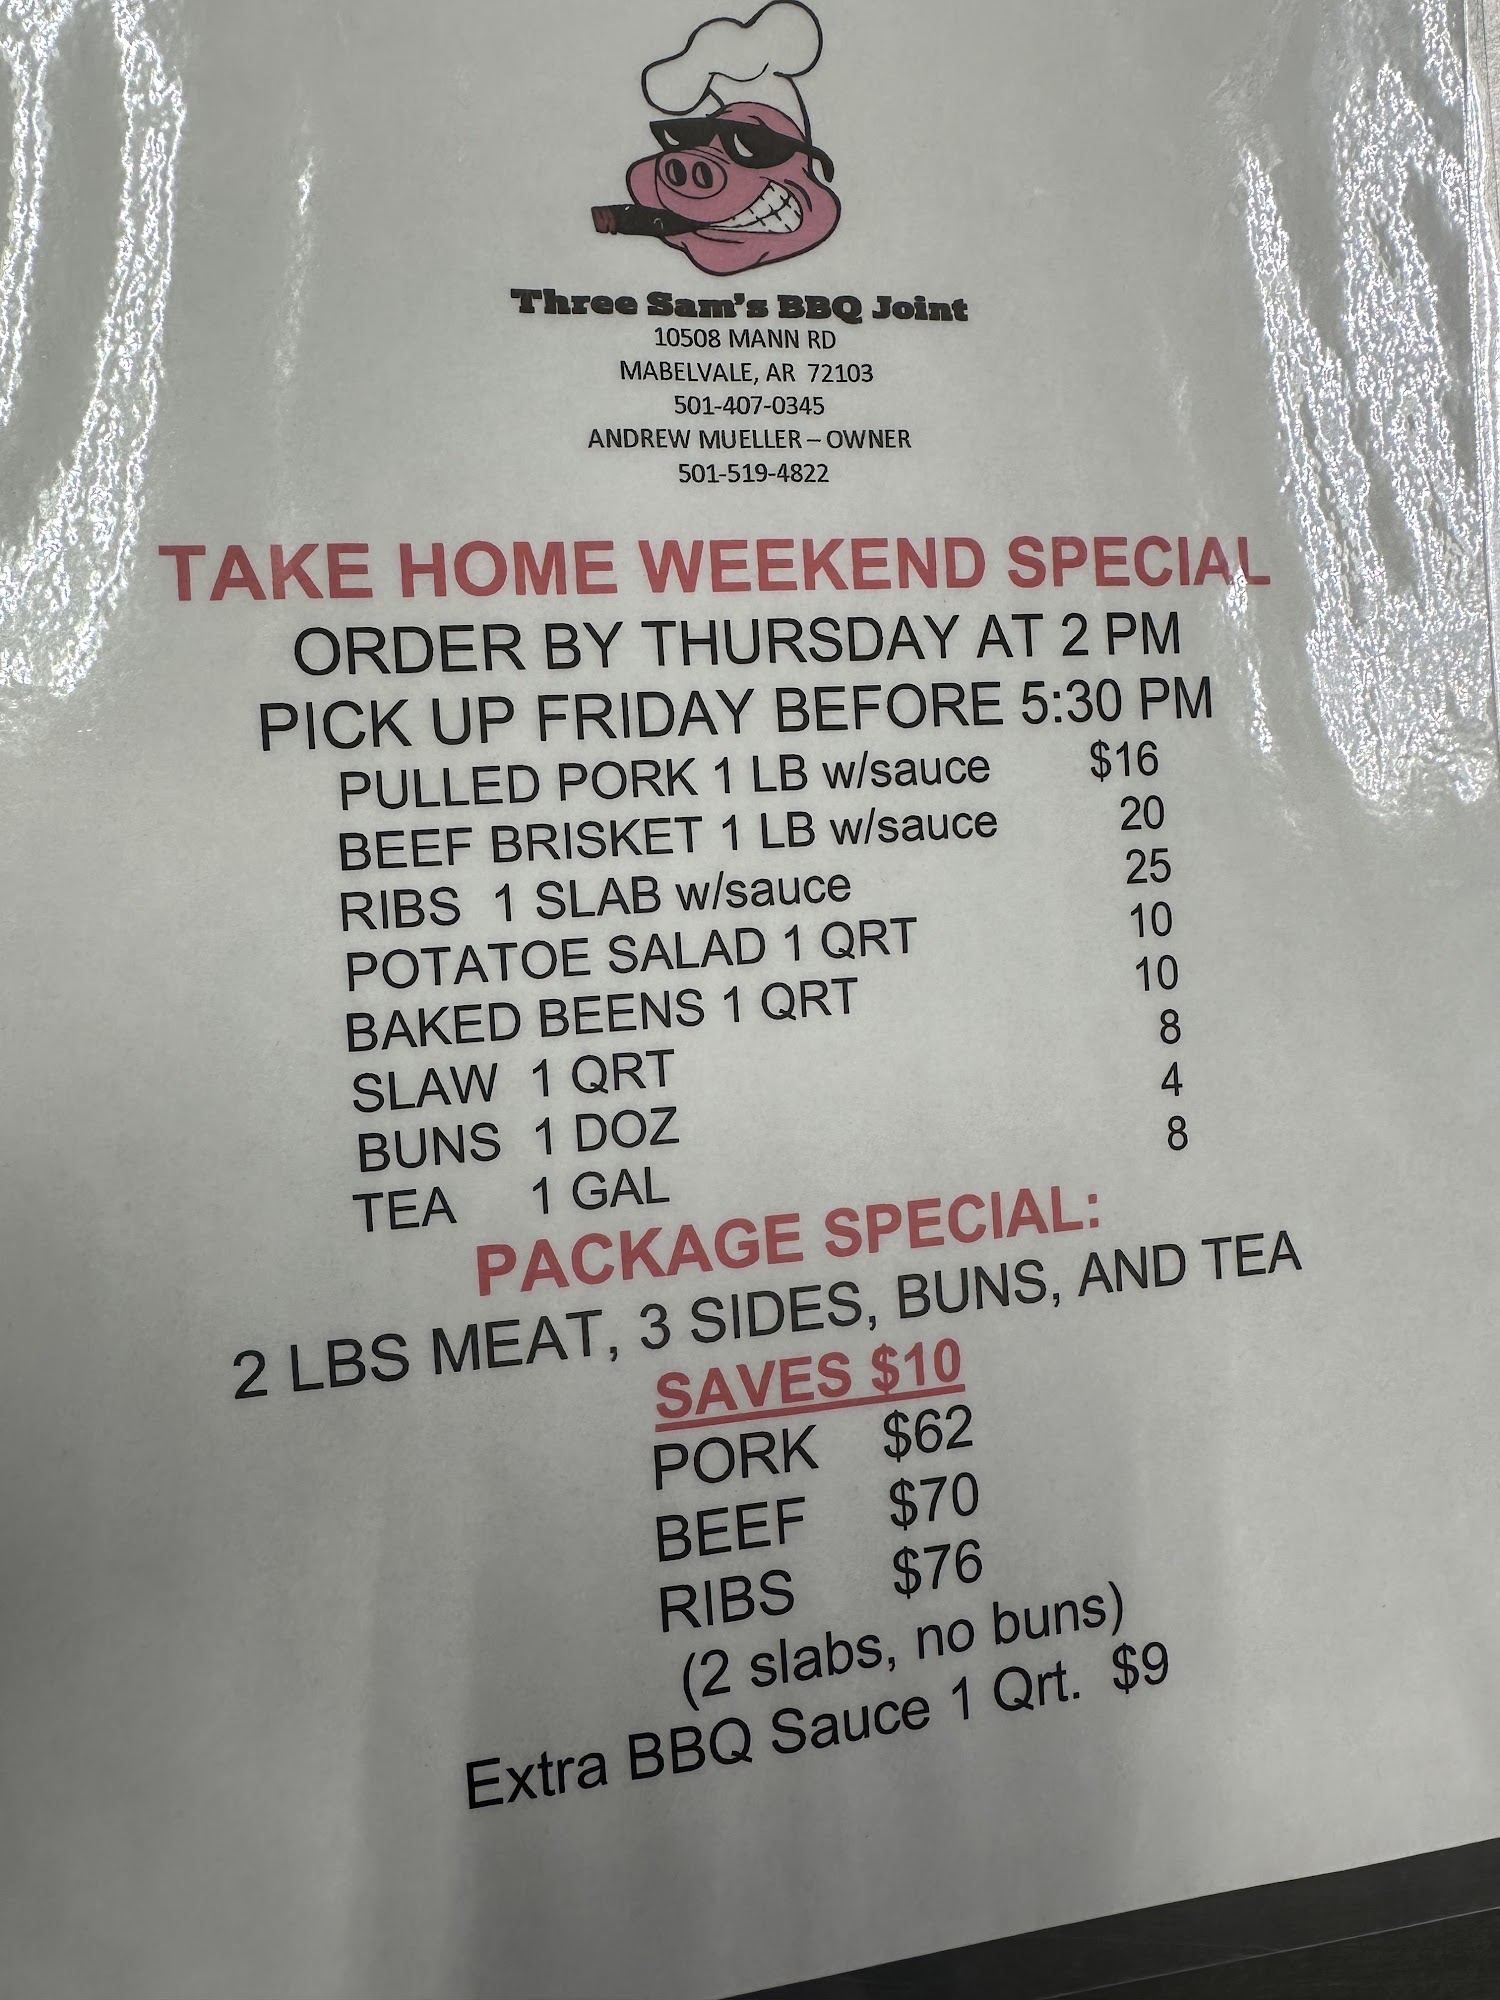 Three Sam's BBQ Joint
10508 MANN RD
MABELVALE, AR 72103
501-407-0345
ANDREW MUELLER – OWNER
501-519-4822
TAKE HOME WEEKEND SPECIAL
ORDER BY THURSDAY AT 2 PM
PICK UP FRIDAY BEFORE 5:30 PM
PULLED PORK 1 LB w/sauce $16
BEEF BRISKET 1 LB w/sauce 20
RIBS 1 SLAB w/sauce 25
POTATOE SALAD 1 QRT 10
BAKED BEENS 1 QRT 10
SLAW 1 QRT 8
BUNS 1 DOZ 4
TEA 1 GAL 8
PACKAGE SPECIAL:
2 LBS MEAT, 3 SIDES, BUNS, AND TEA
SAVES $10
PORK $62
BEEF $70
RIBS $76
(2 slabs, no buns)
Extra BBQ Sauce 1 Qrt. $9